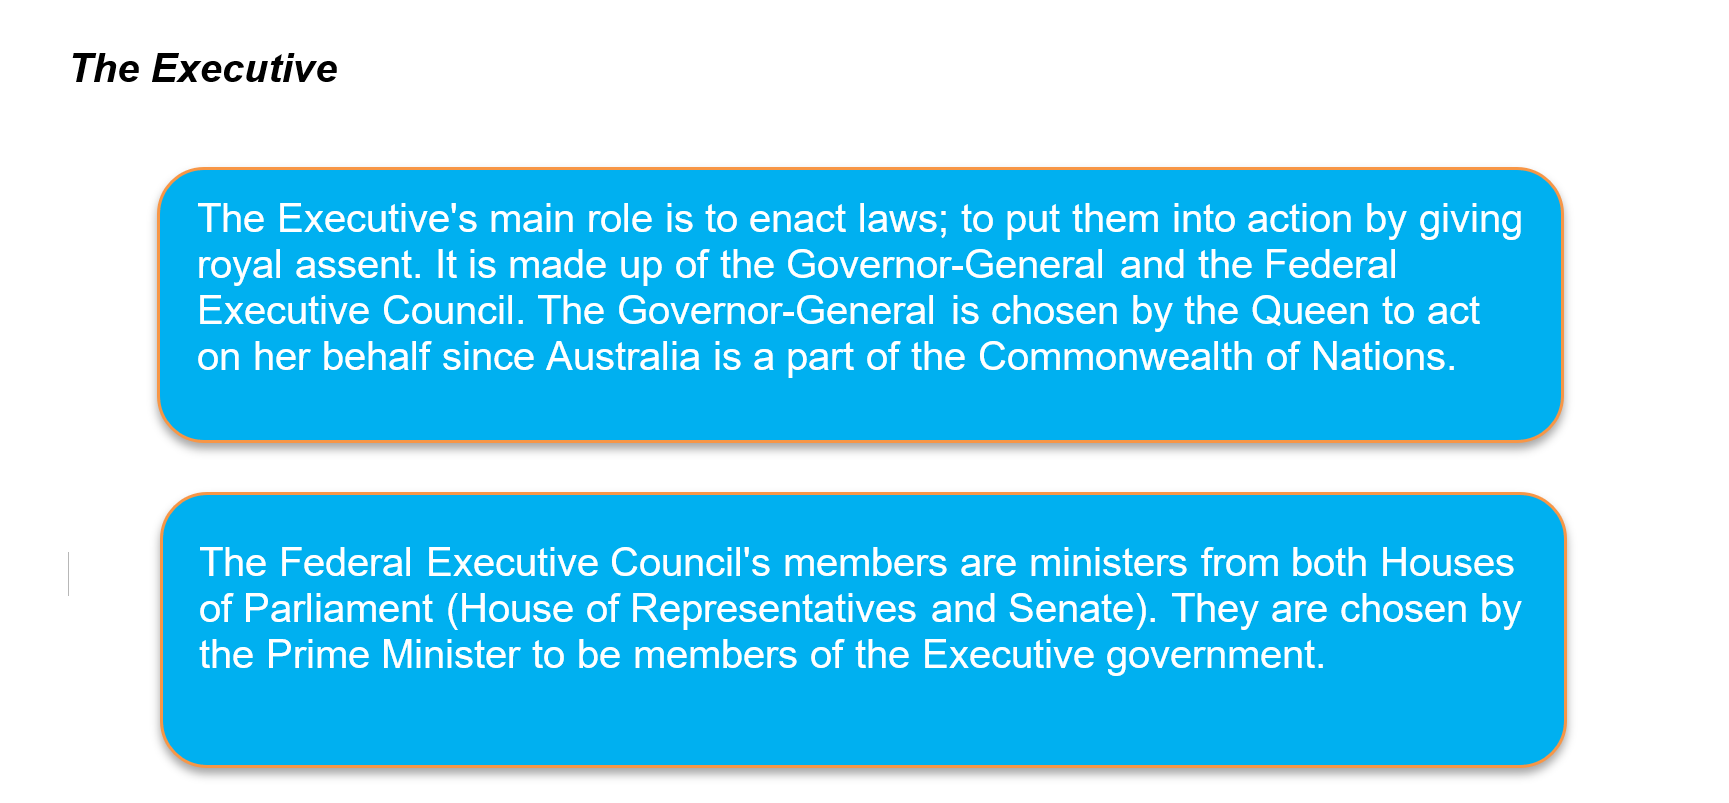 The Executive
The Executive's main role is to enact laws; to put them into action by giving
royal assent. It is made up of the Governor-General and the Federal
Executive Council. The Governor-General is chosen by the Queen to act
on her behalf since Australia is a part of the Commonwealth of Nations.
The Federal Executive Council's members are ministers from both Houses
of Parliament (House of Representatives and Senate). They are chosen by
the Prime Minister to be members of the Executive government.